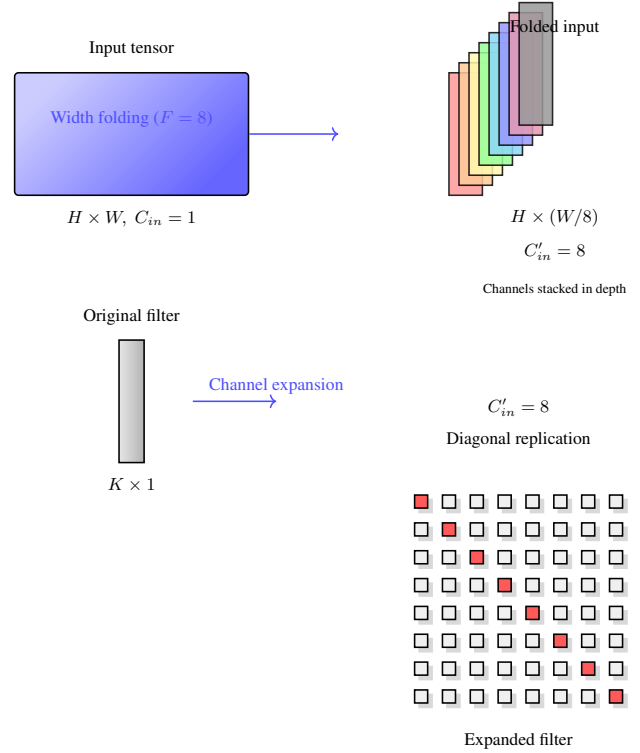 Input tensor
Width folding (F = 8)
H × W, C_in = 1
Folded input
H × (W/8)
C′_in = 8
Channels stacked in depth
Original filter
K × 1
Channel expansion
C′_in = 8
Diagonal replication
Expanded filter